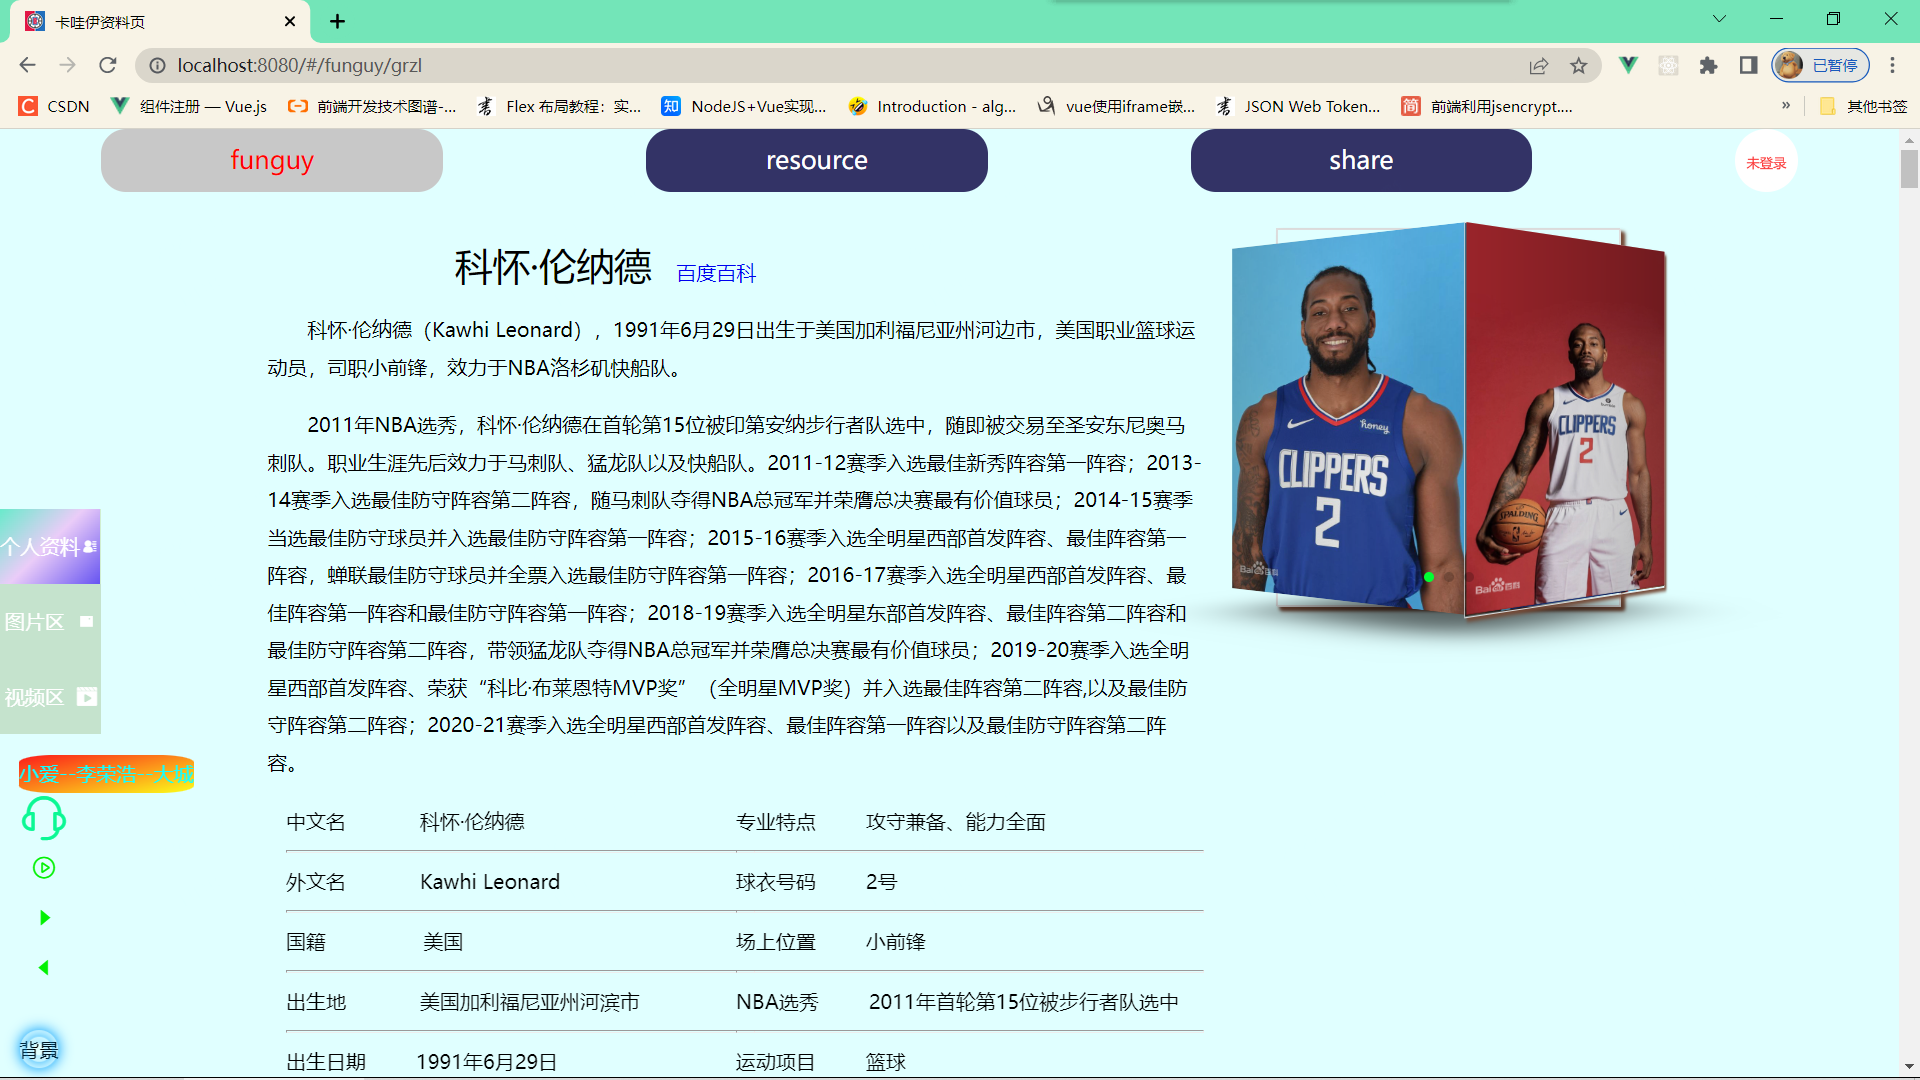 卡哇伊资料页
localhost:8080/#/funguy/grzl
已暂停
CSDN
组件注册 — Vue.js
前端开发技术图谱-...
Flex 布局教程：实...
NodeJS+Vue实现...
Introduction - alg...
vue使用iframe嵌...
JSON Web Token...
前端利用jsencrypt....
»
其他书签
funguy
resource
share
未登录
科怀·伦纳德
百度百科
科怀·伦纳德（Kawhi Leonard），1991年6月29日出生于美国加利福尼亚州河边市，美国职业篮球运
动员，司职小前锋，效力于NBA洛杉矶快船队。
2011年NBA选秀，科怀·伦纳德在首轮第15位被印第安纳步行者队选中，随即被交易至圣安东尼奥马
刺队。职业生涯先后效力于马刺队、猛龙队以及快船队。2011-12赛季入选最佳新秀阵容第一阵容；2013-
14赛季入选最佳防守阵容第二阵容，随马刺队夺得NBA总冠军并荣膺总决赛最有价值球员；2014-15赛季
当选最佳防守球员并入选最佳防守阵容第一阵容；2015-16赛季入选全明星西部首发阵容、最佳阵容第一
阵容，蝉联最佳防守球员并全票入选最佳防守阵容第一阵容；2016-17赛季入选全明星西部首发阵容、最
佳阵容第一阵容和最佳防守阵容第一阵容；2018-19赛季入选全明星东部首发阵容、最佳阵容第二阵容和
最佳防守阵容第二阵容，带领猛龙队夺得NBA总冠军并荣膺总决赛最有价值球员；2019-20赛季入选全明
星西部首发阵容、荣获“科比·布莱恩特MVP奖”（全明星MVP奖）并入选最佳阵容第二阵容,以及最佳防
守阵容第二阵容；2020-21赛季入选全明星西部首发阵容、最佳阵容第一阵容以及最佳防守阵容第二阵
容。
honey
CLIPPERS
2
Bai百科
CLIPPERS
2
SPALDING
Bai百科
个人资料
图片区
视频区
小爱--李荣浩--大城
背景
中文名 科怀·伦纳德 专业特点 攻守兼备、能力全面
外文名 Kawhi Leonard 球衣号码 2号
国籍 美国 场上位置 小前锋
出生地 美国加利福尼亚州河滨市 NBA选秀 2011年首轮第15位被步行者队选中
出生日期 1991年6月29日 运动项目 篮球